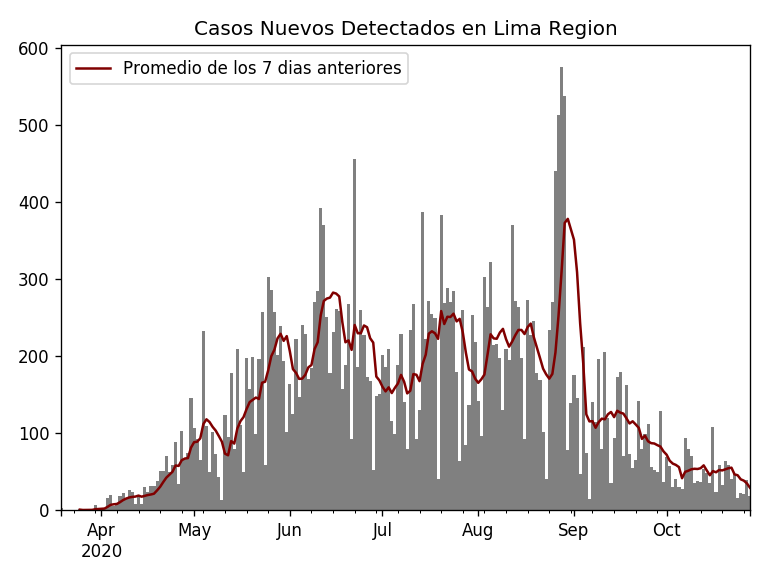 Casos Nuevos Detectados en Lima Region
Promedio de los 7 dias anteriores
600
500
400
300
200
100
0
Apr May Jun Jul Aug Sep Oct
2020